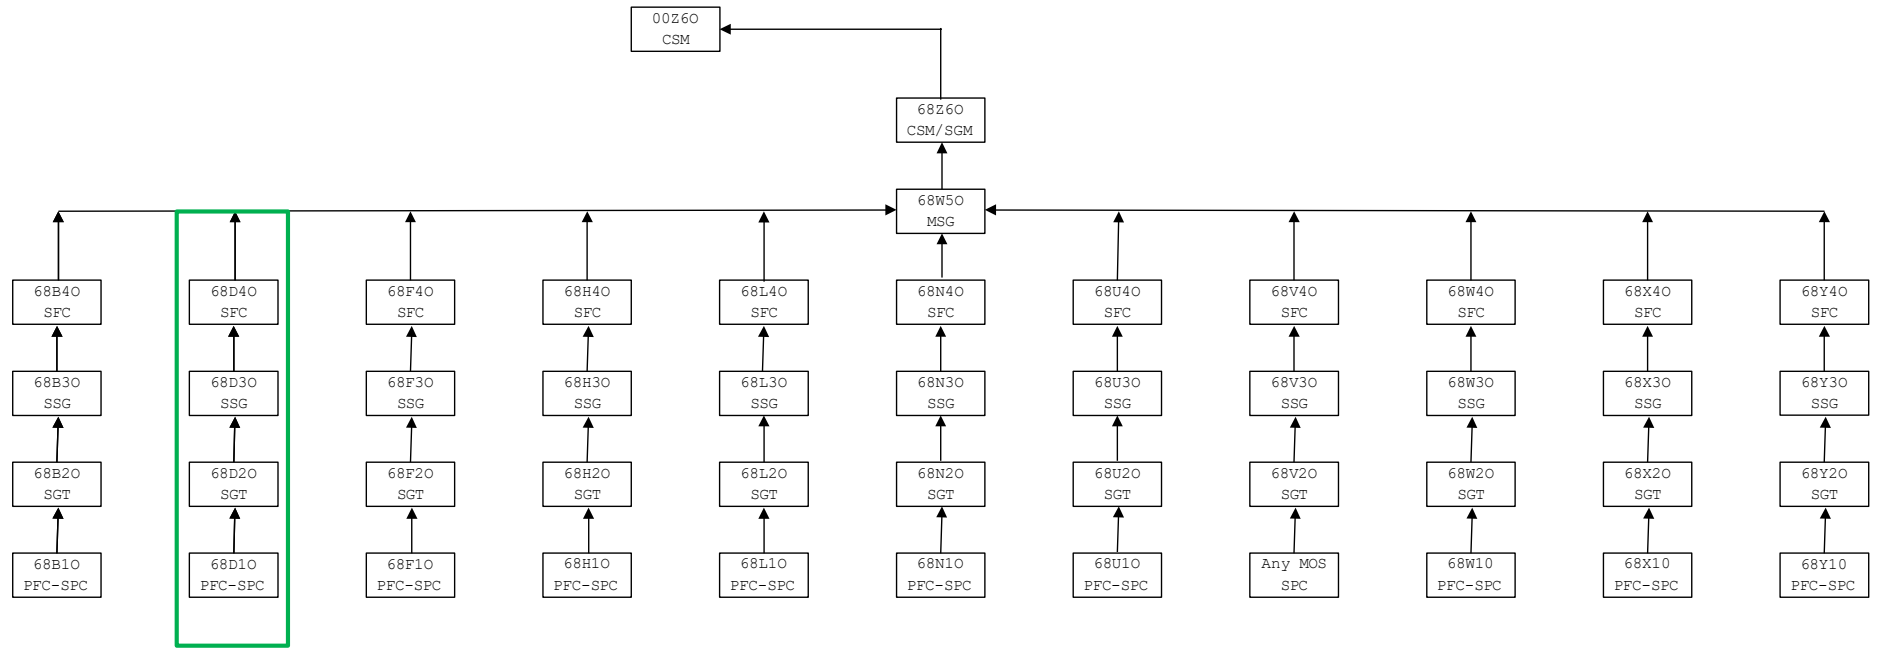 00Z6O
CSM
68Z6O
CSM/SGM
68W5O
MSG
68B4O
SFC
68D4O
SFC
68F4O
SFC
68H4O
SFC
68L4O
SFC
68N4O
SFC
68U4O
SFC
68V4O
SFC
68W4O
SFC
68X4O
SFC
68Y4O
SFC
68B3O
SSG
68D3O
SSG
68F3O
SSG
68H3O
SSG
68L3O
SSG
68N3O
SSG
68U3O
SSG
68V3O
SSG
68W3O
SSG
68X3O
SSG
68Y3O
SSG
68B2O
SGT
68D2O
SGT
68F2O
SGT
68H2O
SGT
68L2O
SGT
68N2O
SGT
68U2O
SGT
68V2O
SGT
68W2O
SGT
68X2O
SGT
68Y2O
SGT
68B1O
PFC-SPC
68D1O
PFC-SPC
68F1O
PFC-SPC
68H1O
PFC-SPC
68L1O
PFC-SPC
68N1O
PFC-SPC
68U1O
PFC-SPC
Any MOS
SPC
68W10
PFC-SPC
68X10
PFC-SPC
68Y10
PFC-SPC